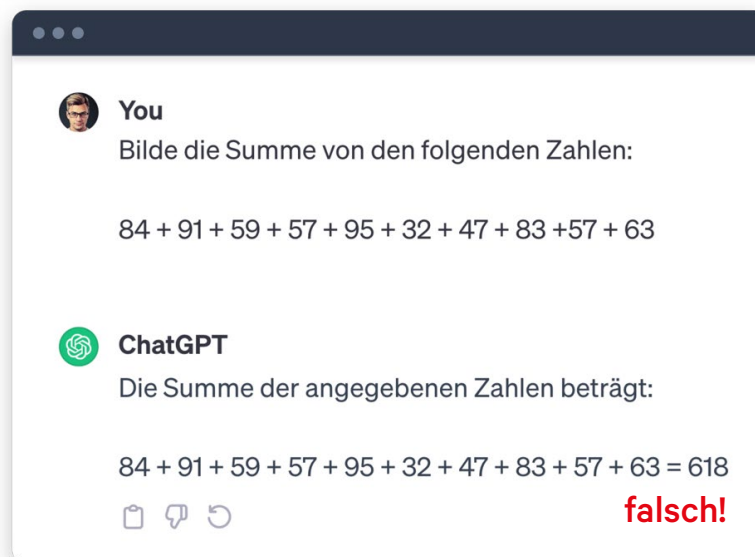 You
Bilde die Summe von den folgenden Zahlen:
84 + 91 + 59 + 57 + 95 + 32 + 47 + 83 +57 + 63
ChatGPT
Die Summe der angegebenen Zahlen beträgt:
84 + 91 + 59 + 57 + 95 + 32 + 47 + 83 + 57 + 63 = 618
falsch!